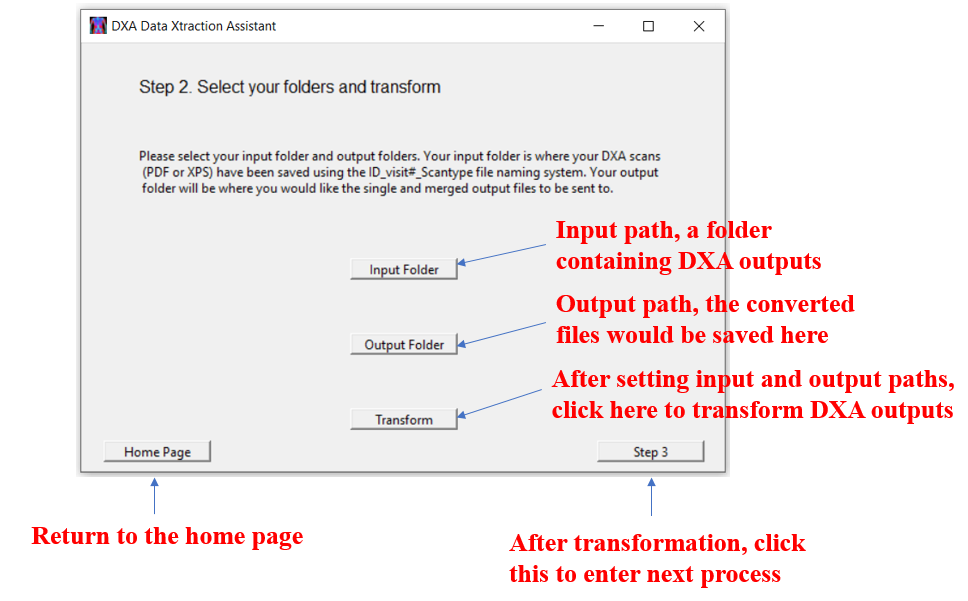 DXA Data Xtraction Assistant
Step 2. Select your folders and transform
Please select your input folder and output folders. Your input folder is where your DXA scans
(PDF or XPS) have been saved using the ID_visit#_Scantype file naming system. Your output
folder will be where you would like the single and merged output files to be sent to.
Input path, a folder
containing DXA outputs
Input Folder
Output path, the converted
files would be saved here
Output Folder
After setting input and output paths,
click here to transform DXA outputs
Transform
Home Page
Step 3
Return to the home page
After transformation, click
this to enter next process